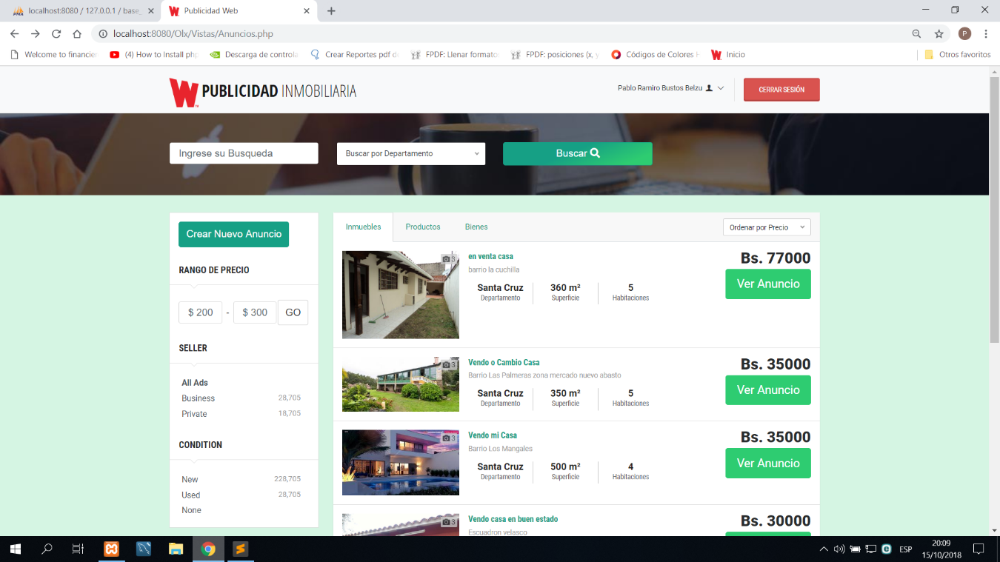 localhost:8080 / 127.0.0.1 / base_
Publicidad Web
localhost:8080/Olx/Vistas/Anuncios.php
P
Welcome to financier
(4) How to Install php
Descarga de controla
Crear Reportes pdf d
FPDF: Llenar formato
FPDF: posiciones (x, y
Códigos de Colores H
Inicio
Otros favoritos
W PUBLICIDAD INMOBILIARIA
Pablo Ramiro Bustos Belzu
CERRAR SESIÓN
Ingrese su Busqueda
Buscar por Departamento
Buscar
Crear Nuevo Anuncio
RANGO DE PRECIO
$ 200 - $ 300 GO
SELLER
All Ads
Business 28,705
Private 18,705
CONDITION
New 228,705
Used 28,705
None
Inmuebles Productos Bienes
Ordenar por Precio
3
en venta casa
barrio la cuchilla
Santa Cruz 360 m² 5
Departamento Superficie Habitaciones
Bs. 77000
Ver Anuncio
3
Vendo o Cambio Casa
Barrio Las Palmeras zona mercado nuevo abasto
Santa Cruz 350 m² 5
Departamento Superficie Habitaciones
Bs. 35000
Ver Anuncio
3
Vendo mi Casa
Barrio Los Mangales
Santa Cruz 500 m² 4
Departamento Superficie Habitaciones
Bs. 35000
Ver Anuncio
3
Vendo casa en buen estado
Escuadron velasco
Bs. 30000
ESP
20:09
15/10/2018